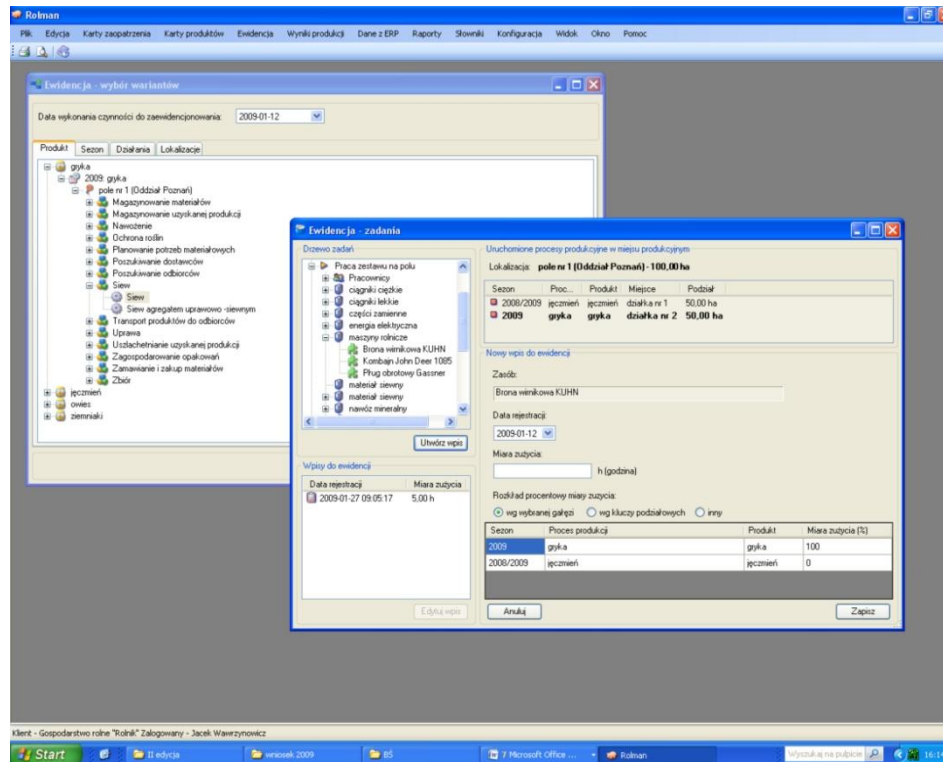 Rolman
Plik Edycja Karty zaopatrzenia Karty produktów Ewidencja Wyniki produkcji Dane z ERP Raporty Słowniki Konfiguracja Widok Okno Pomoc
Ewidencja - wybór wariantów
Data wykonania czynności do zaewidencjonowania: 2009-01-12
Produkt Sezon Działania Lokalizacje
gryka
2009: gryka
pole nr 1 (Oddział Poznań)
Magazynowanie materiałów
Magazynowanie uzyskanej produkcji
Nawożenie
Ochrona roślin
Planowanie potrzeb materiałowych
Poszukiwanie dostawców
Poszukiwanie odbiorców
Siew
Siew
Siew agregatem uprawowo -siewnym
Transport produktów do odbiorców
Uprawa
Uszlachetnianie uzyskanej produkcji
Zagospodarowanie opakowań
Zamawianie i zakup materiałów
Zbiór
jęczmień
owies
ziemniaki
Ewidencja - zadania
Drzewo zadań
Praca zestawu na polu
Pracownicy
ciągniki ciężkie
ciągniki lekkie
części zamienne
energia elektryczna
maszyny rolnicze
Brona wirnikowa KUHN
Kombajn John Deer 1085
Pług obrotowy Gassner
materiał siewny
materiał siewny
nawóz mineralny
Utwórz wpis
Wpisy do ewidencji
Data rejestracji Miara zużycia
2009-01-27 09:05:17 5,00 h
Edytuj wpis
Uruchomione procesy produkcyjne w miejsu produkcyjnym
Lokalizacja: pole nr 1 (Oddział Poznań) - 100,00 ha
Sezon Proc... Produkt Miejsce Podział
2008/2009 jęczmień jęczmień działka nr 1 50,00 ha
2009 gryka gryka działka nr 2 50,00 ha
Nowy wpis do ewidencji
Zasób:
Brona wirnikowa KUHN
Data rejestracji:
2009-01-12
Miara zużycia:
h (godzina)
Rozkład procentowy miary zużycia:
wg wybranej gałęzi wg kluczy podziałowych inny
Sezon Proces produkcji Produkt Miara zużycia (%)
2009 gryka gryka 100
2008/2009 jęczmień jęczmień 0
Anuluj Zapisz
Klient - Gospodarstwo rolne "Rolnik" Zalogowany - Jacek Wawrzynowicz
Start II edycja wniosek 2009 BŚ 7 Microsoft Office ... Rolman Wyszukaj na pulpicie